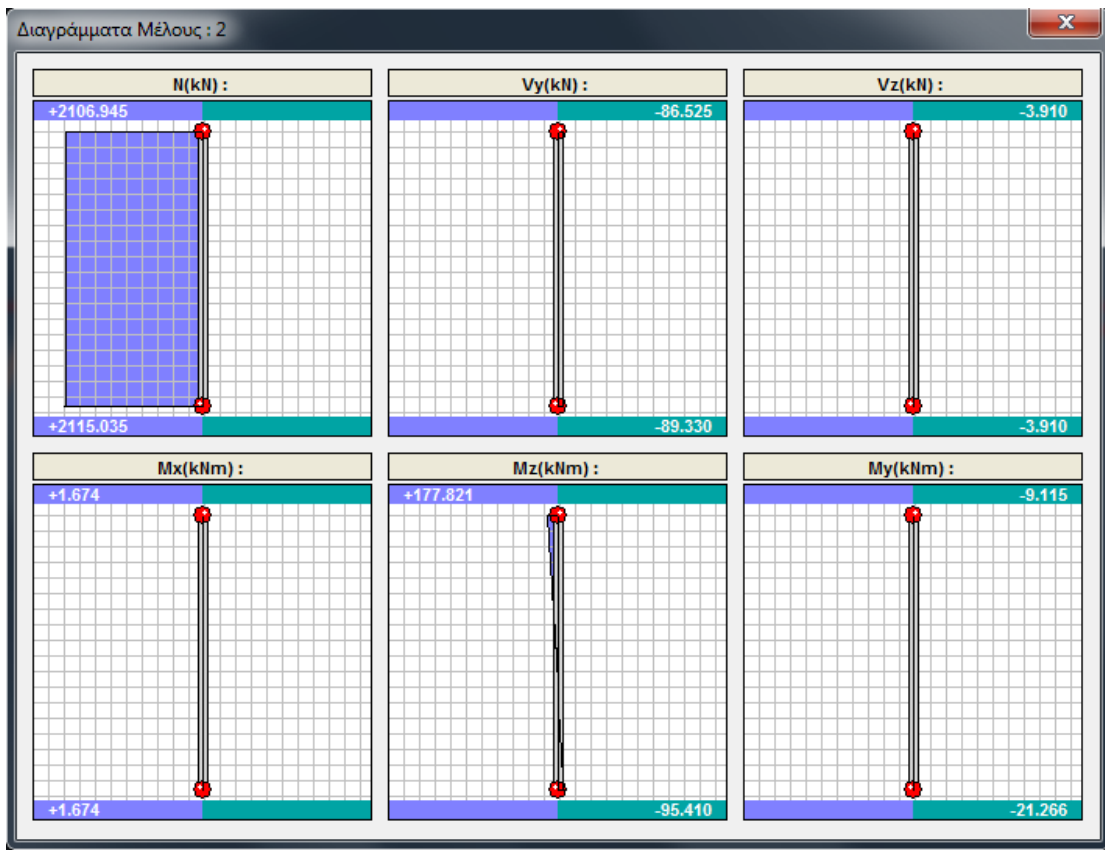 Διαγράμματα Μέλους : 2
N(kN) :
Vy(kN) :
Vz(kN) :
+2106.945
-86.525
-3.910
+2115.035
-89.330
-3.910
Mx(kNm) :
Mz(kNm) :
My(kNm) :
+1.674
+177.821
-9.115
+1.674
-95.410
-21.266